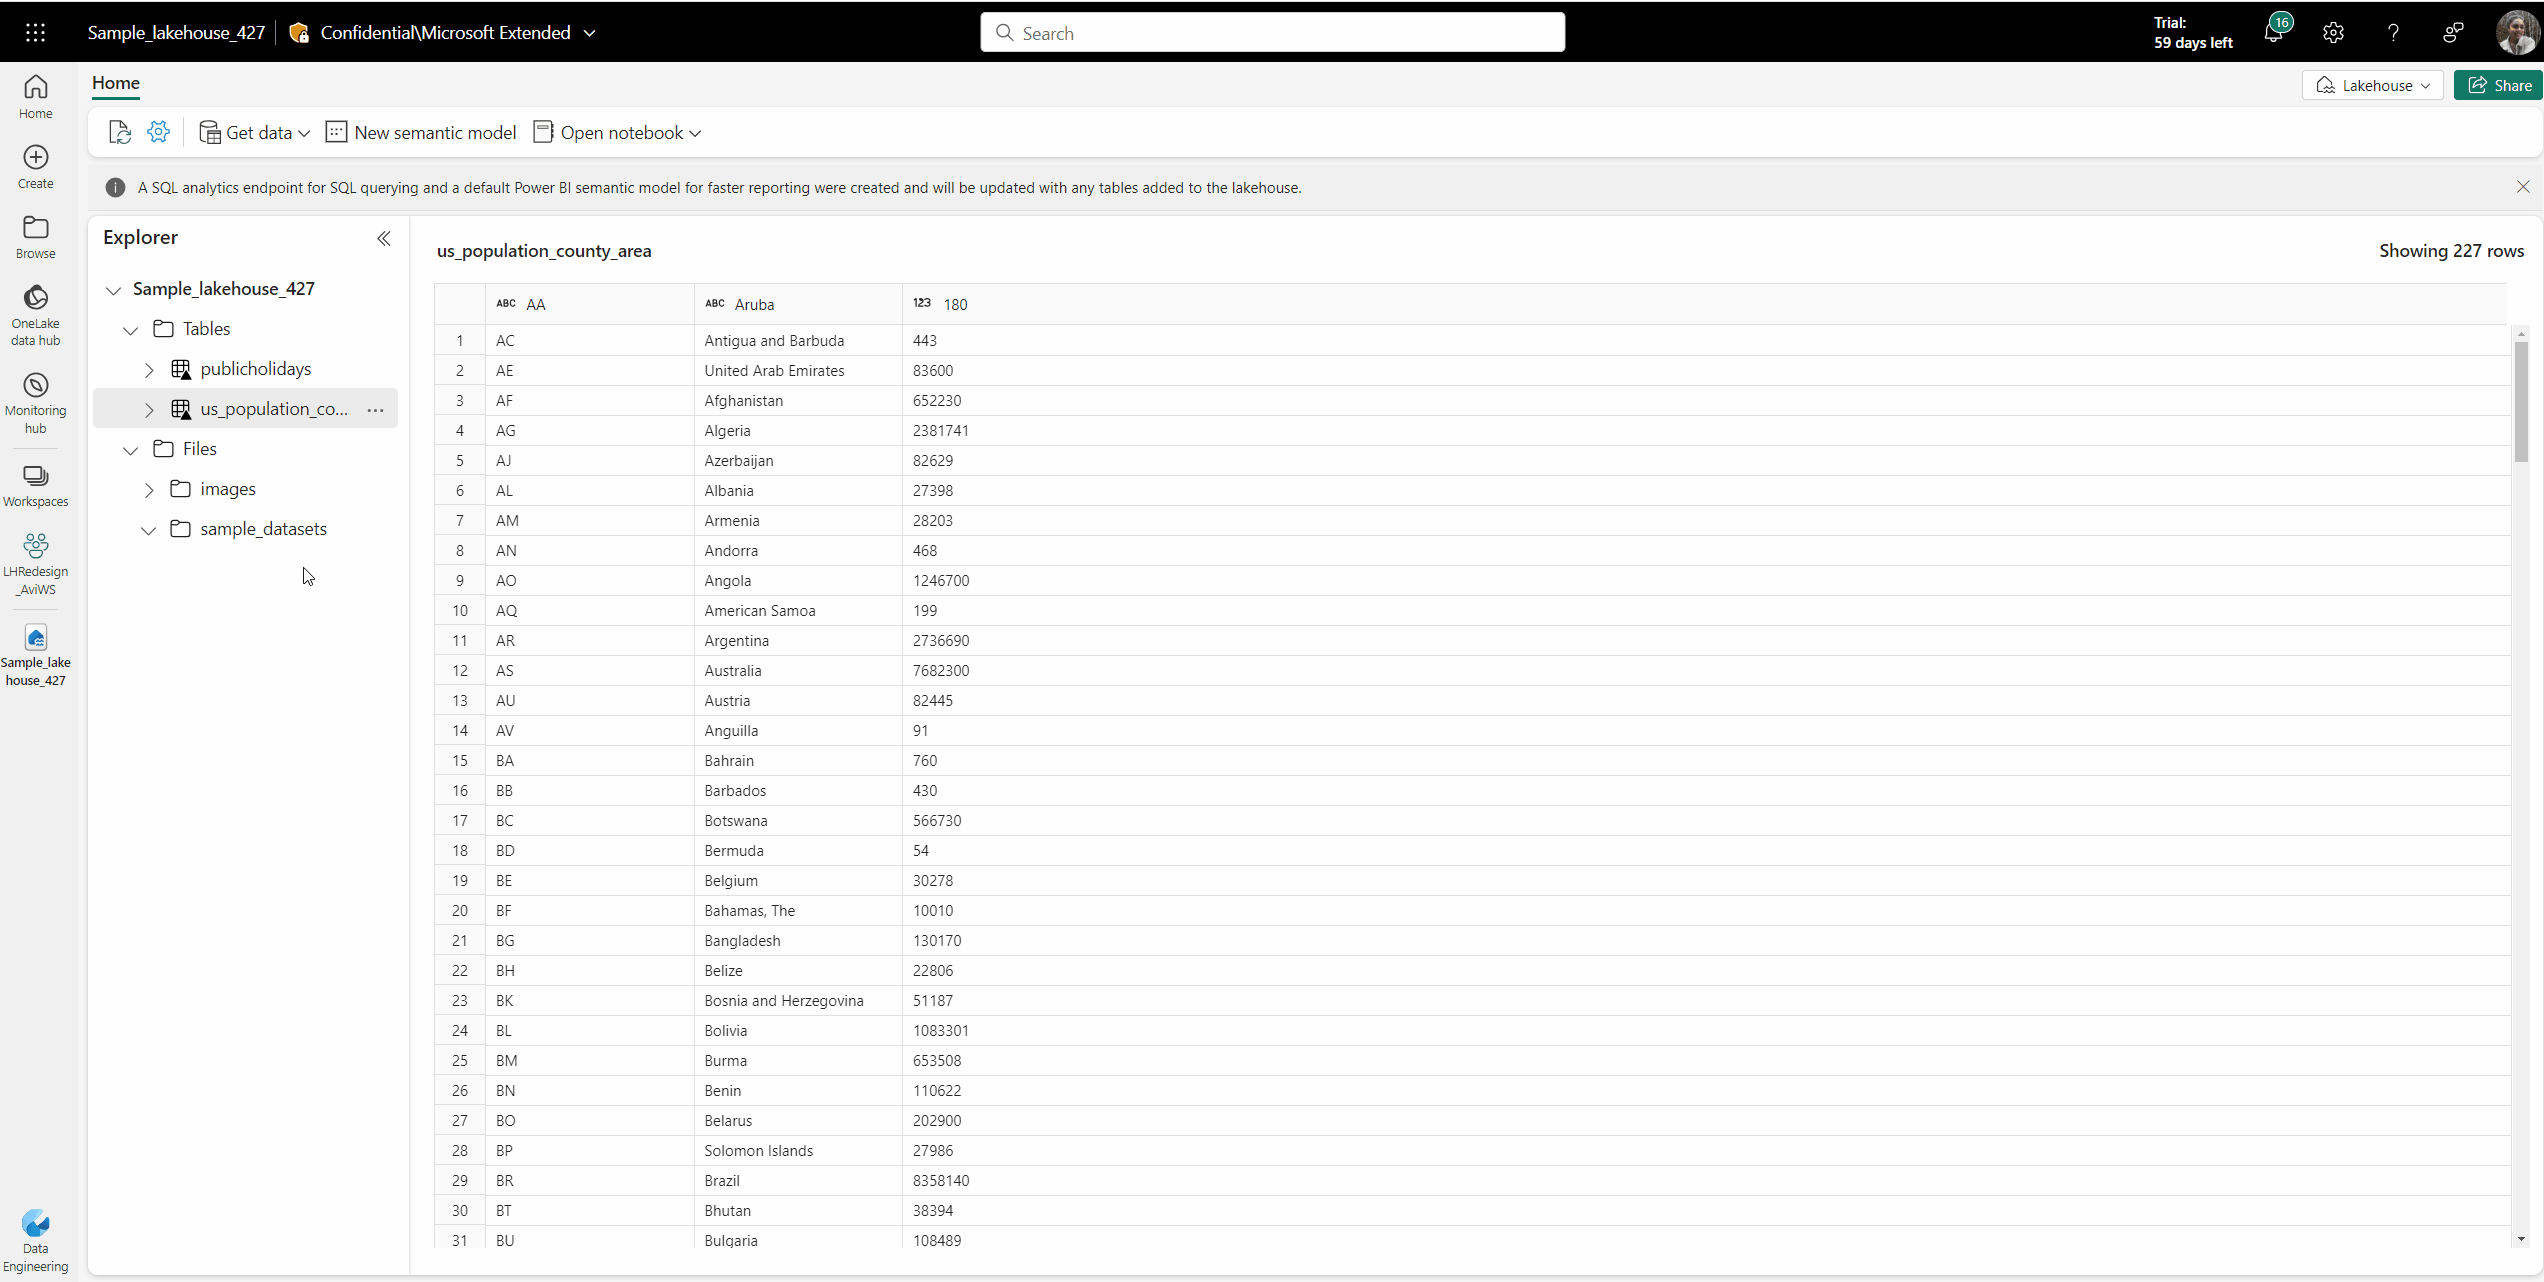 Sample_lakehouse_427
Confidential\Microsoft Extended
Search
Trial:
59 days left
16
Home
Create
Browse
OneLake
data hub
Monitoring
hub
Workspaces
LHRedesign
_AviWS
Sample_lake
house_427
Data
Engineering
Home
Lakehouse
Share
Get data
New semantic model
Open notebook
A SQL analytics endpoint for SQL querying and a default Power BI semantic model for faster reporting were created and will be updated with any tables added to the lakehouse.
Explorer
Sample_lakehouse_427
Tables
publicholidays
us_population_co... ...
Files
images
sample_datasets
us_population_county_area
Showing 227 rows
ABC AA ABC Aruba 123 180
1 AC Antigua and Barbuda 443
2 AE United Arab Emirates 83600
3 AF Afghanistan 652230
4 AG Algeria 2381741
5 AJ Azerbaijan 82629
6 AL Albania 27398
7 AM Armenia 28203
8 AN Andorra 468
9 AO Angola 1246700
10 AQ American Samoa 199
11 AR Argentina 2736690
12 AS Australia 7682300
13 AU Austria 82445
14 AV Anguilla 91
15 BA Bahrain 760
16 BB Barbados 430
17 BC Botswana 566730
18 BD Bermuda 54
19 BE Belgium 30278
20 BF Bahamas, The 10010
21 BG Bangladesh 130170
22 BH Belize 22806
23 BK Bosnia and Herzegovina 51187
24 BL Bolivia 1083301
25 BM Burma 653508
26 BN Benin 110622
27 BO Belarus 202900
28 BP Solomon Islands 27986
29 BR Brazil 8358140
30 BT Bhutan 38394
31 BU Bulgaria 108489